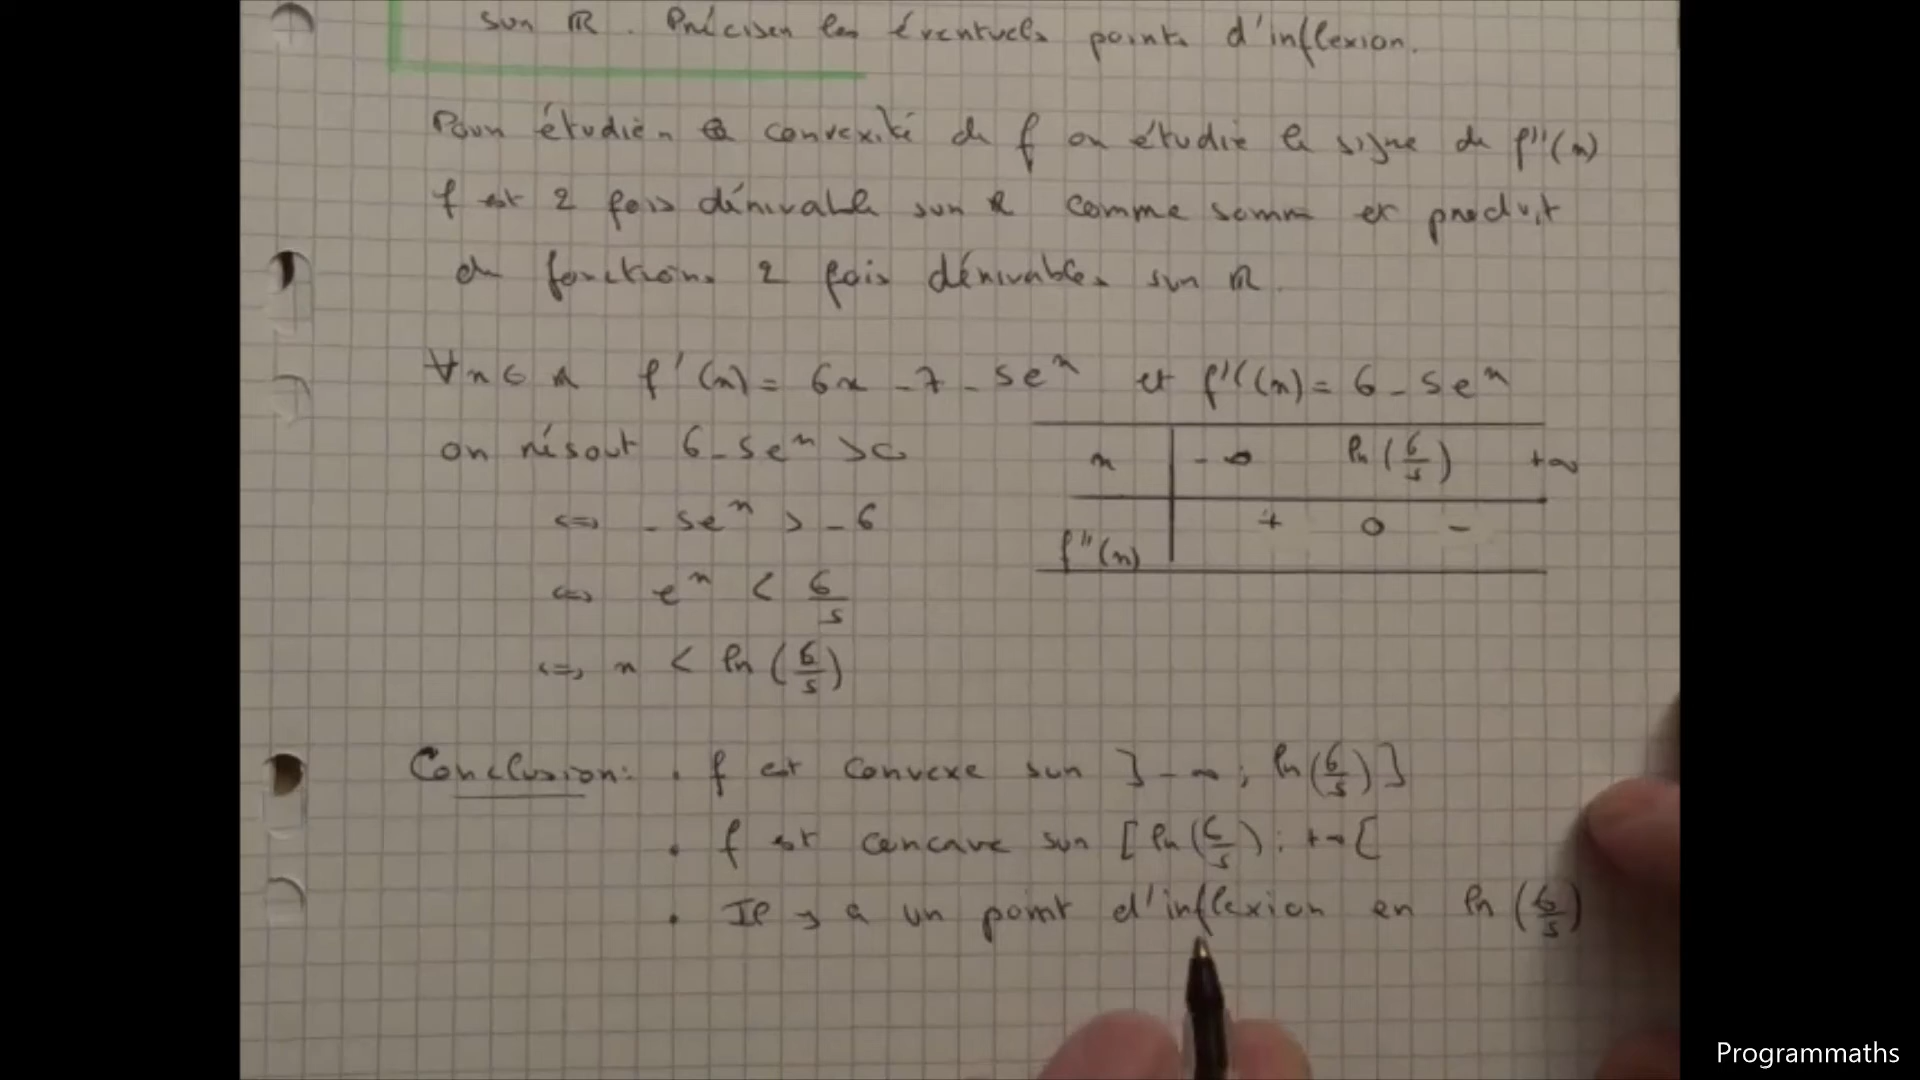 sur ℝ. Préciser les éventuels points d'inflexion.
Pour étudier la convexité de f on étudie le signe de f''(x)
f est 2 fois dérivable sur ℝ comme somme et produit
de fonctions 2 fois dérivables sur ℝ.
∀x∈ℝ f'(x) = 6x - 7 - 5eˣ et f''(x) = 6 - 5eˣ
on résout 6 - 5eˣ > 0
⟺ -5eˣ > -6
⟺ eˣ < 6/5
⟺ x < ln(6/5)
x -∞ ln(6/5) +∞
f''(x) + 0 -
Conclusion: . f est convexe sur ]-∞; ln(6/5)]
. f est concave sur [ln(6/5); +∞[
. Il y a un point d'inflexion en ln(6/5)
Programmaths